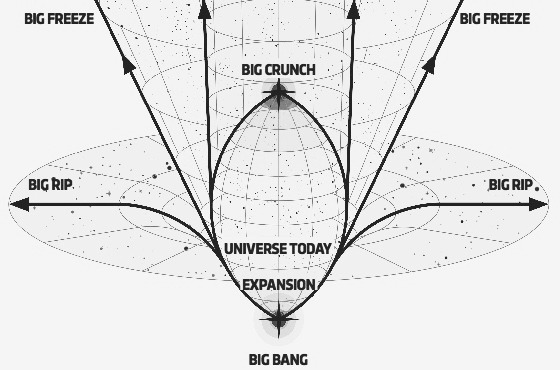 BIG FREEZE
BIG FREEZE
BIG CRUNCH
BIG RIP
BIG RIP
UNIVERSE TODAY
EXPANSION
BIG BANG